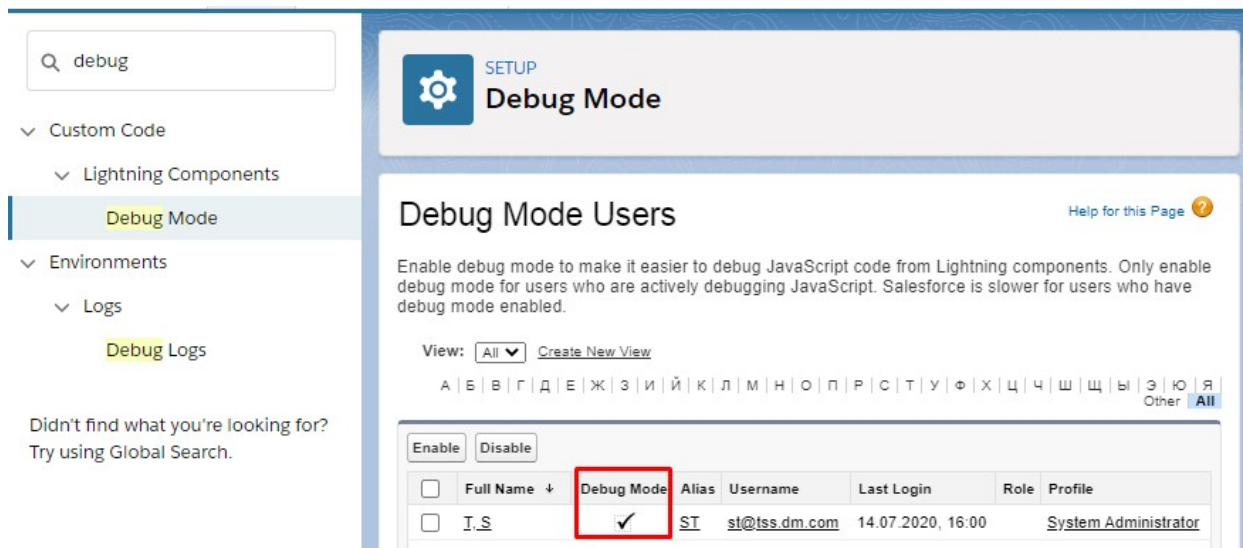 debug
Custom Code
Lightning Components
Debug Mode
Environments
Logs
Debug Logs
Didn't find what you're looking for?
Try using Global Search.
SETUP
Debug Mode
Debug Mode Users
Help for this Page ?
Enable debug mode to make it easier to debug JavaScript code from Lightning components. Only enable
debug mode for users who are actively debugging JavaScript. Salesforce is slower for users who have
debug mode enabled.
View: All Create New View
А | Б | В | Г | Д | Е | Ж | З | И | Й | К | Л | М | Н | О | П | Р | С | Т | У | Ф | Х | Ц | Ч | Ш | Щ | Ы | Э | Ю | Я |
Other All
Enable Disable
Full Name ↓ Debug Mode Alias Username Last Login Role Profile
T, S ✓ ST st@tss.dm.com 14.07.2020, 16:00 System Administrator